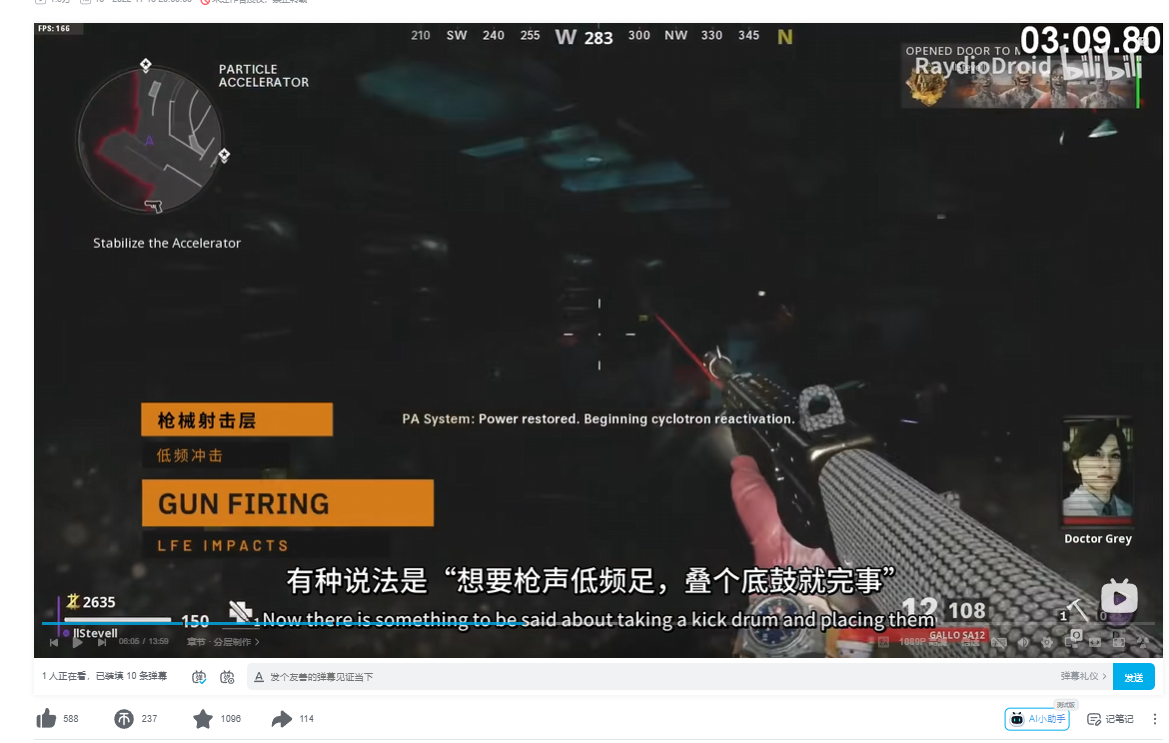 FPS: 166
210 SW 240 255 W 283 300 NW 330 345 N
03:09.80
OPENED DOOR TO
RaydioDroid bilibili
PARTICLE
ACCELERATOR
A
Stabilize the Accelerator
枪械射击层
低频冲击
GUN FIRING
LFE IMPACTS
PA System: Power restored. Beginning cyclotron reactivation.
Doctor Grey
有种说法是“想要枪声低频足，叠个底鼓就完事”
Now there is something to be said about taking a kick drum and placing them
2635
150
1
12 108
1
0
llStevell
GALLO SA12
06:05 / 13:59 章节 · 分层制作 >
1080P
1人正在看，已装填 10 条弹幕
弹
弹
A 发个友善的弹幕见证当下
弹幕礼仪 >
发送
588
237
1096
114
测试版
AI小助手
记笔记